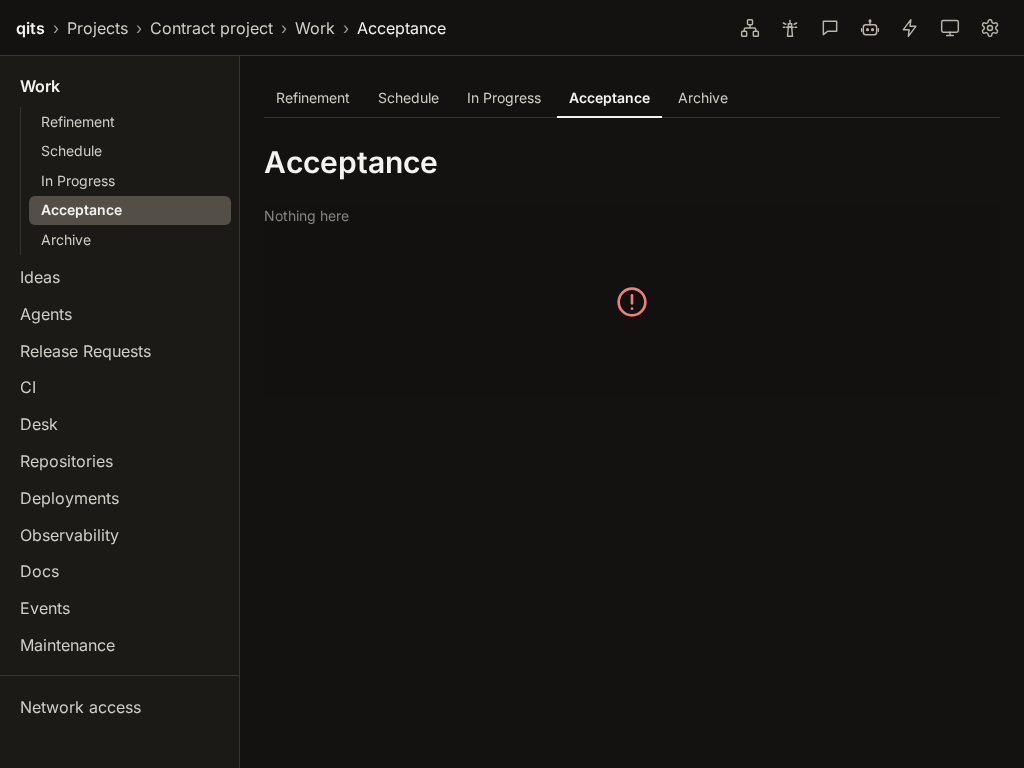 qits › Projects › Contract project › Work › Acceptance
Work
Refinement
Schedule
In Progress
Acceptance
Archive
Ideas
Agents
Release Requests
CI
Desk
Repositories
Deployments
Observability
Docs
Events
Maintenance
Network access
Refinement Schedule In Progress Acceptance Archive
Acceptance
Nothing here